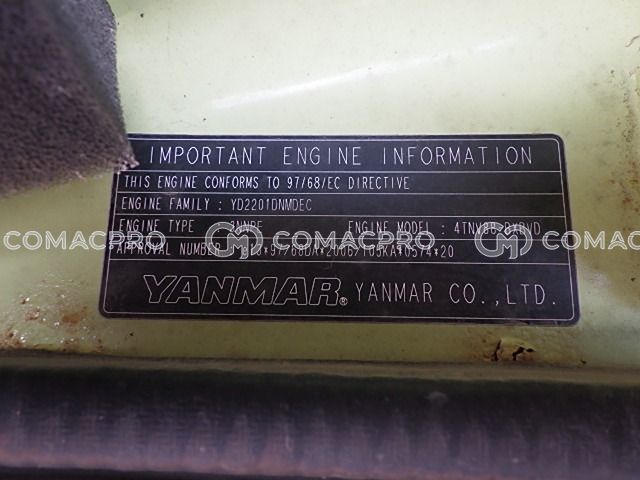 IMPORTANT ENGINE INFORMATION
THIS ENGINE CONFORMS TO 97/68/EC DIRECTIVE
ENGINE FAMILY : YD2201DNMDEC
ENGINE TYPE : ENGINE MODEL :
COMACPRO COMACPRO COMACPRO
APPROVAL NUMBER
YANMAR® YANMAR CO.,LTD.